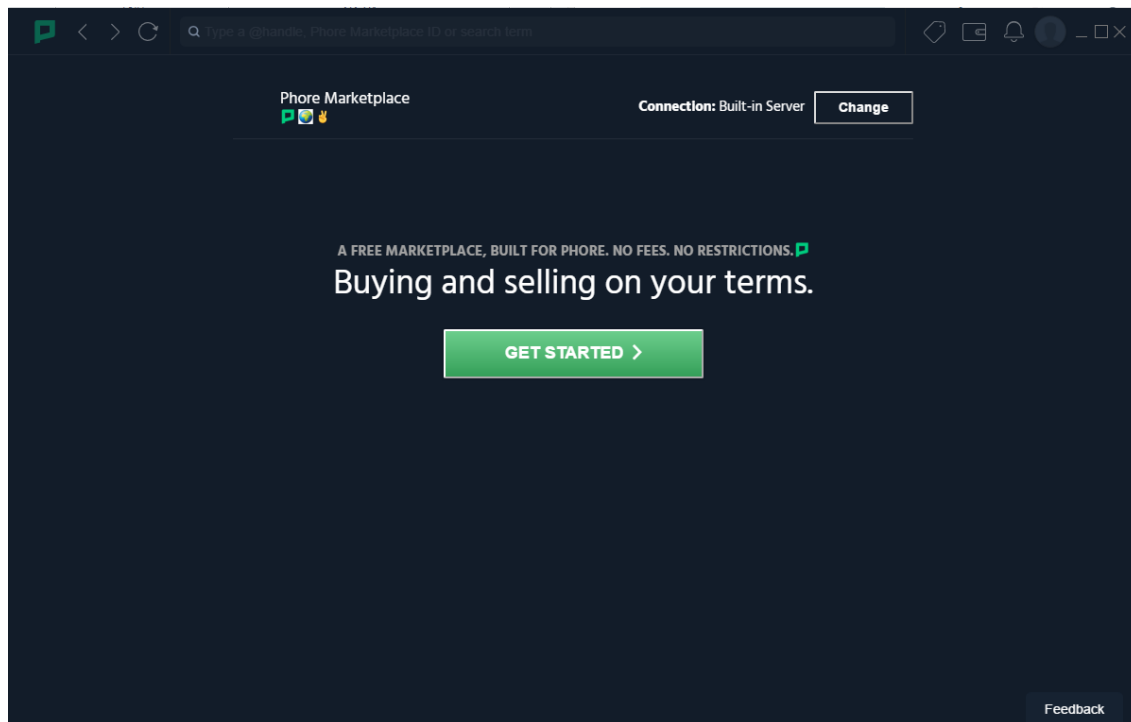 Type a @handle, Phore Marketplace ID or search term
Phore Marketplace
Connection: Built-in Server
Change
A FREE MARKETPLACE, BUILT FOR PHORE. NO FEES. NO RESTRICTIONS.
Buying and selling on your terms.
GET STARTED
Feedback